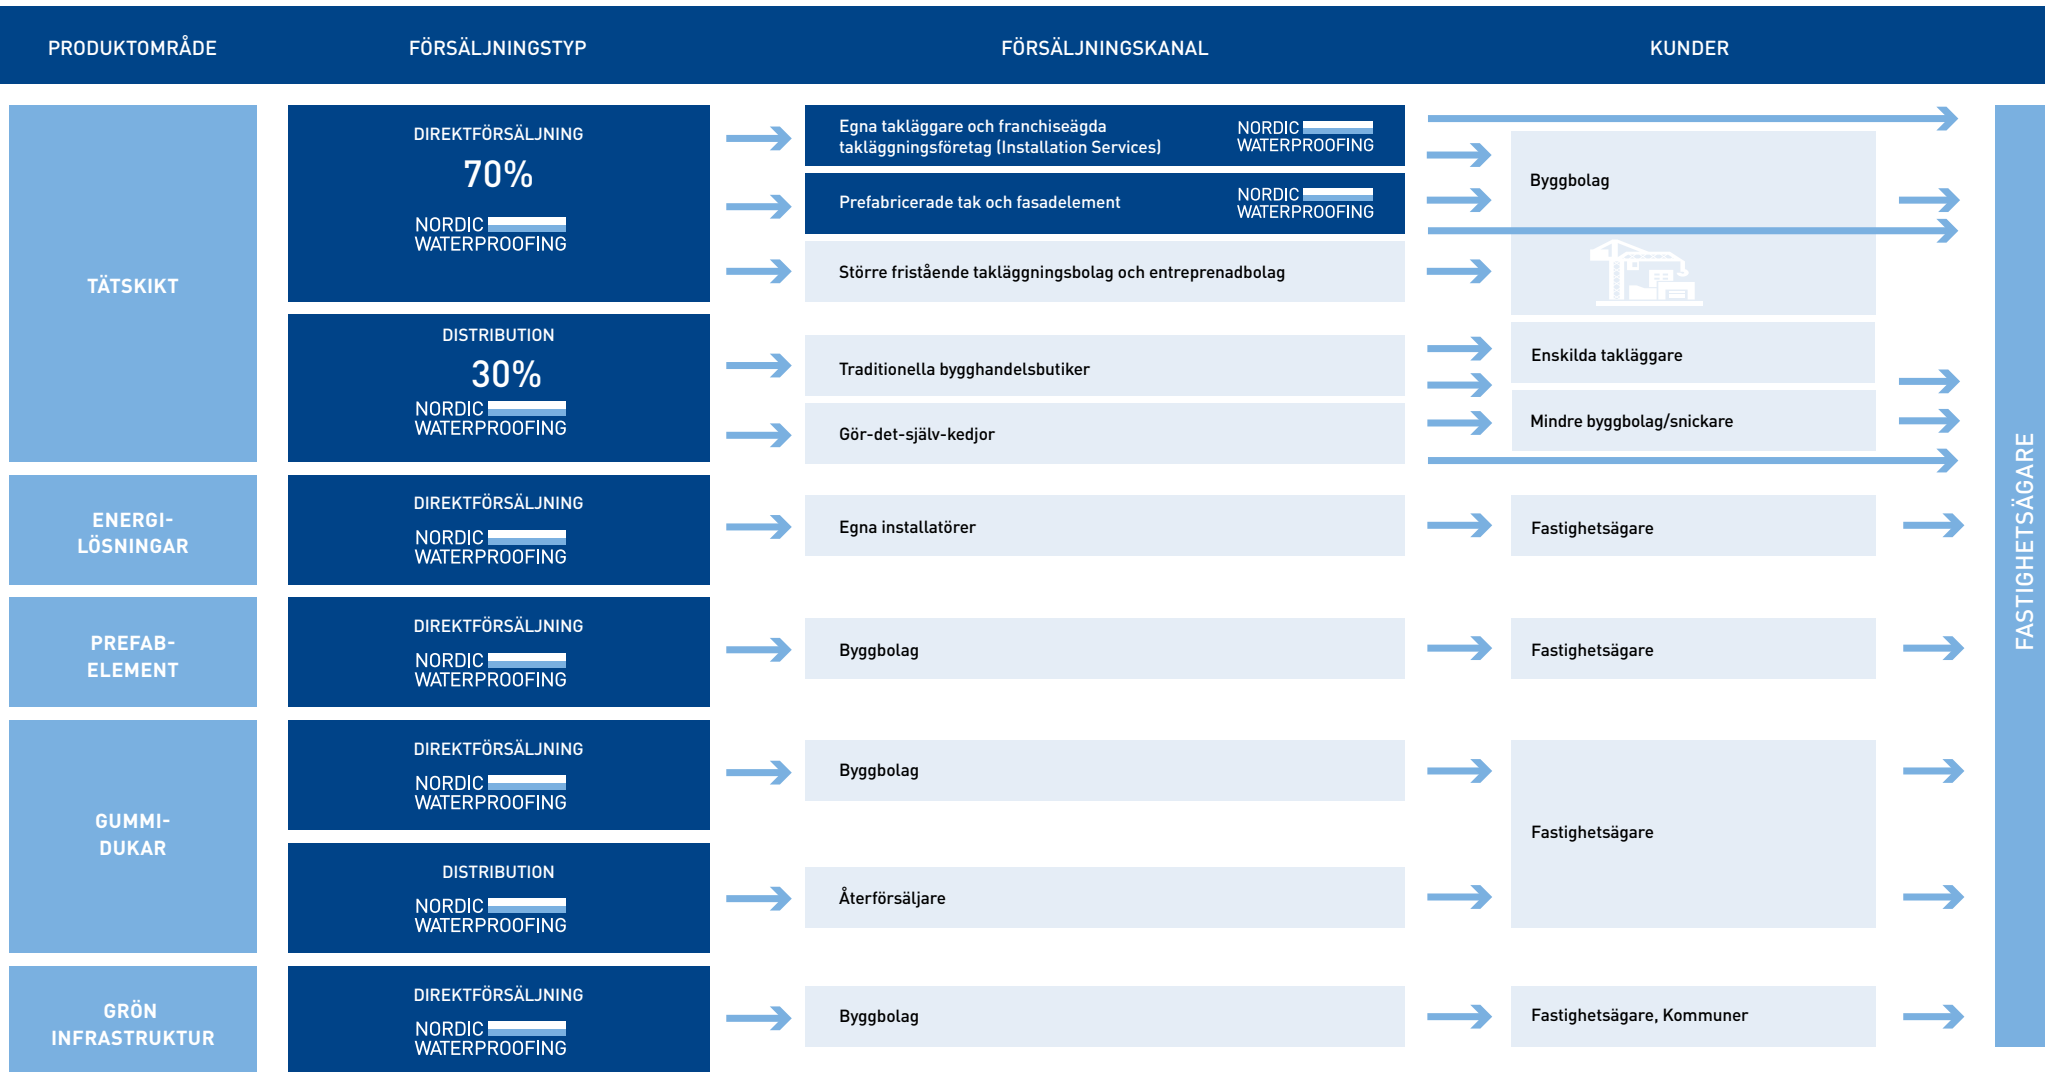 PRODUKTOMRÅDE
FÖRSÄLJNINGSTYP
FÖRSÄLJNINGSKANAL
KUNDER
TÄTSKIKT
DIREKTFÖRSÄLJNING
70%
NORDIC
WATERPROOFING
Egna takläggare och franchiseägda
takläggningsföretag (Installation Services)
NORDIC
WATERPROOFING
Prefabricerade tak och fasadelement
NORDIC
WATERPROOFING
Större fristående takläggningsbolag och entreprenadbolag
Byggbolag
DISTRIBUTION
30%
NORDIC
WATERPROOFING
Traditionella bygghandelsbutiker
Gör-det-själv-kedjor
Enskilda takläggare
Mindre byggbolag/snickare
ENERGI-
LÖSNINGAR
DIREKTFÖRSÄLJNING
NORDIC
WATERPROOFING
Egna installatörer
Fastighetsägare
PREFAB-
ELEMENT
DIREKTFÖRSÄLJNING
NORDIC
WATERPROOFING
Byggbolag
Fastighetsägare
GUMMI-
DUKAR
DIREKTFÖRSÄLJNING
NORDIC
WATERPROOFING
Byggbolag
Fastighetsägare
DISTRIBUTION
NORDIC
WATERPROOFING
Återförsäljare
GRÖN
INFRASTRUKTUR
DIREKTFÖRSÄLJNING
NORDIC
WATERPROOFING
Byggbolag
Fastighetsägare, Kommuner
FASTIGHETSÄGARE